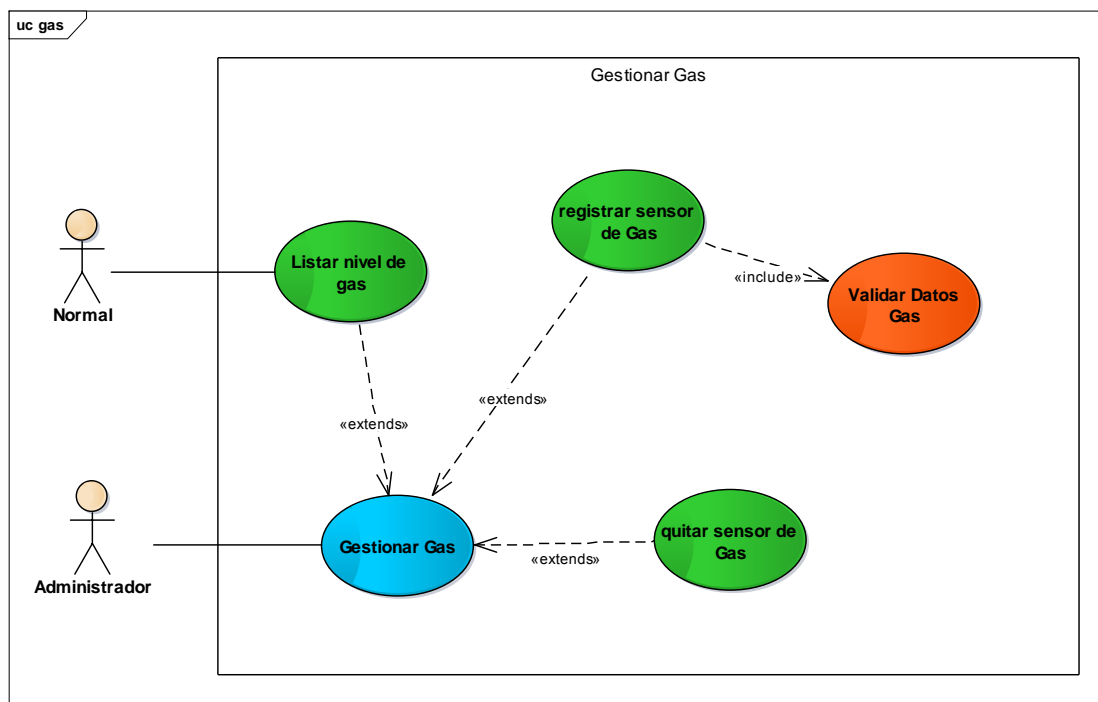 uc gas
Gestionar Gas
registrar sensor
de Gas
Listar nivel de
gas
«include»
Validar Datos
Gas
Normal
«extends»
«extends»
Gestionar Gas
quitar sensor de
Gas
«extends»
Administrador